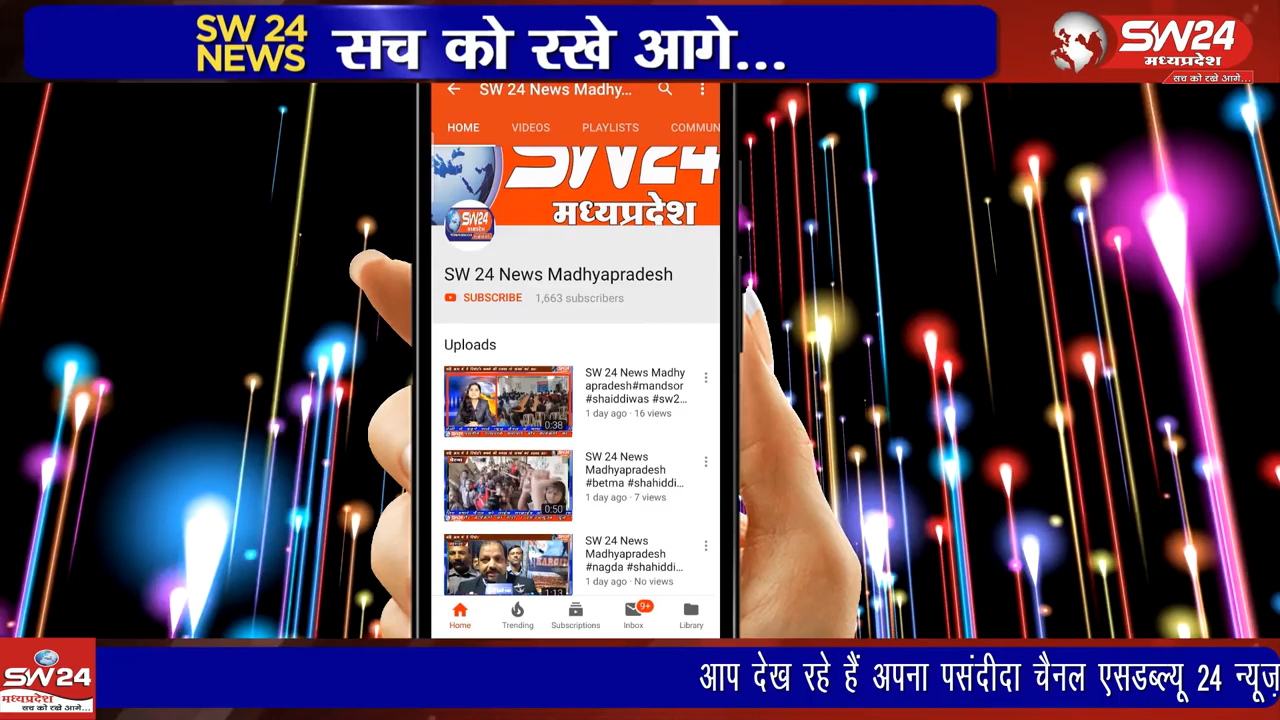 SW 24
NEWS
सच को रखे आगे...
SW24
मध्यप्रदेश
सच को रखे आगे...
SW 24 News Madhy...
HOME VIDEOS PLAYLISTS COMMUN
SW24
मध्यप्रदेश
SW24
SW 24 News Madhyapradesh
SUBSCRIBE 1,663 subscribers
Uploads
SW 24 News Madhy
apradesh#mandsor
#shaiddiwas #sw2...
1 day ago · 16 views
0:38
SW 24 News
Madhyapradesh
#betma #shahiddi...
1 day ago · 7 views
0:50
SW 24 News
Madhyapradesh
#nagda #shahiddi...
1 day ago · No views
1:13
9+
Home Trending Subscriptions Inbox Library
SW24
मध्यप्रदेश
सच को रखे आगे...
आप देख रहे हैं अपना पसंदीदा चैनल एसडब्ल्यू 24 न्यूज़